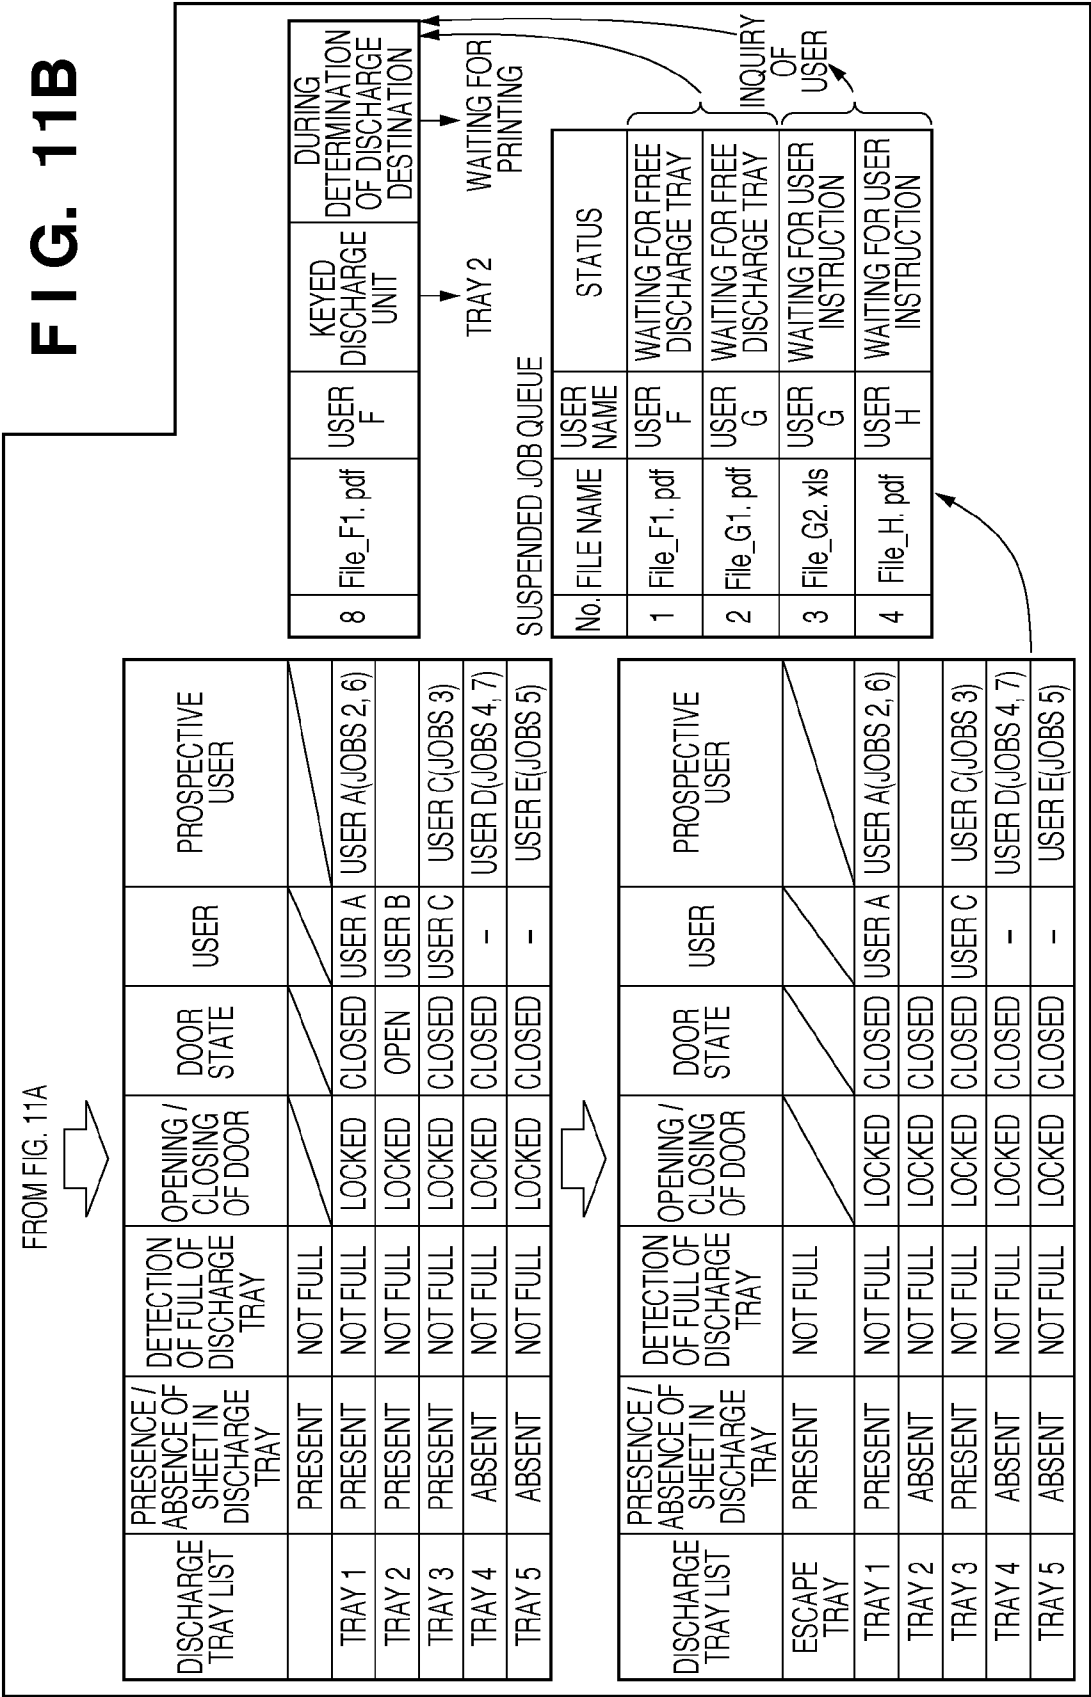 FIG. 11B
FROM FIG. 11A
DISCHARGE
TRAY LIST
PRESENCE /
ABSENCE OF
SHEET IN
DISCHARGE
TRAY
DETECTION
OF FULL OF
DISCHARGE
TRAY
OPENING /
CLOSING
OF DOOR
DOOR
STATE
USER
PROSPECTIVE
USER
PRESENT NOT FULL
TRAY 1 PRESENT NOT FULL LOCKED CLOSED USER A USER A(JOBS 2, 6)
TRAY 2 PRESENT NOT FULL LOCKED OPEN USER B
TRAY 3 PRESENT NOT FULL LOCKED CLOSED USER C USER C(JOBS 3)
TRAY 4 ABSENT NOT FULL LOCKED CLOSED – USER D(JOBS 4, 7)
TRAY 5 ABSENT NOT FULL LOCKED CLOSED – USER E(JOBS 5)
DISCHARGE
TRAY LIST
PRESENCE /
ABSENCE OF
SHEET IN
DISCHARGE
TRAY
DETECTION
OF FULL OF
DISCHARGE
TRAY
OPENING /
CLOSING
OF DOOR
DOOR
STATE
USER
PROSPECTIVE
USER
ESCAPE
TRAY
PRESENT NOT FULL
TRAY 1 PRESENT NOT FULL LOCKED CLOSED USER A USER A(JOBS 2, 6)
TRAY 2 ABSENT NOT FULL LOCKED CLOSED
TRAY 3 PRESENT NOT FULL LOCKED CLOSED USER C USER C(JOBS 3)
TRAY 4 ABSENT NOT FULL LOCKED CLOSED – USER D(JOBS 4, 7)
TRAY 5 ABSENT NOT FULL LOCKED CLOSED – USER E(JOBS 5)
8 File_F1. pdf
USER
F
KEYED
DISCHARGE
UNIT
DURING
DETERMINATION
OF DISCHARGE
DESTINATION
TRAY 2
WAITING FOR
PRINTING
SUSPENDED JOB QUEUE
No. FILE NAME
USER
NAME
STATUS
1 File_F1. pdf
USER
F
WAITING FOR FREE
DISCHARGE TRAY
2 File_G1. pdf
USER
G
WAITING FOR FREE
DISCHARGE TRAY
3 File_G2. xls
USER
G
WAITING FOR USER
INSTRUCTION
4 File_H. pdf
USER
H
WAITING FOR USER
INSTRUCTION
INQUIRY
OF
USER